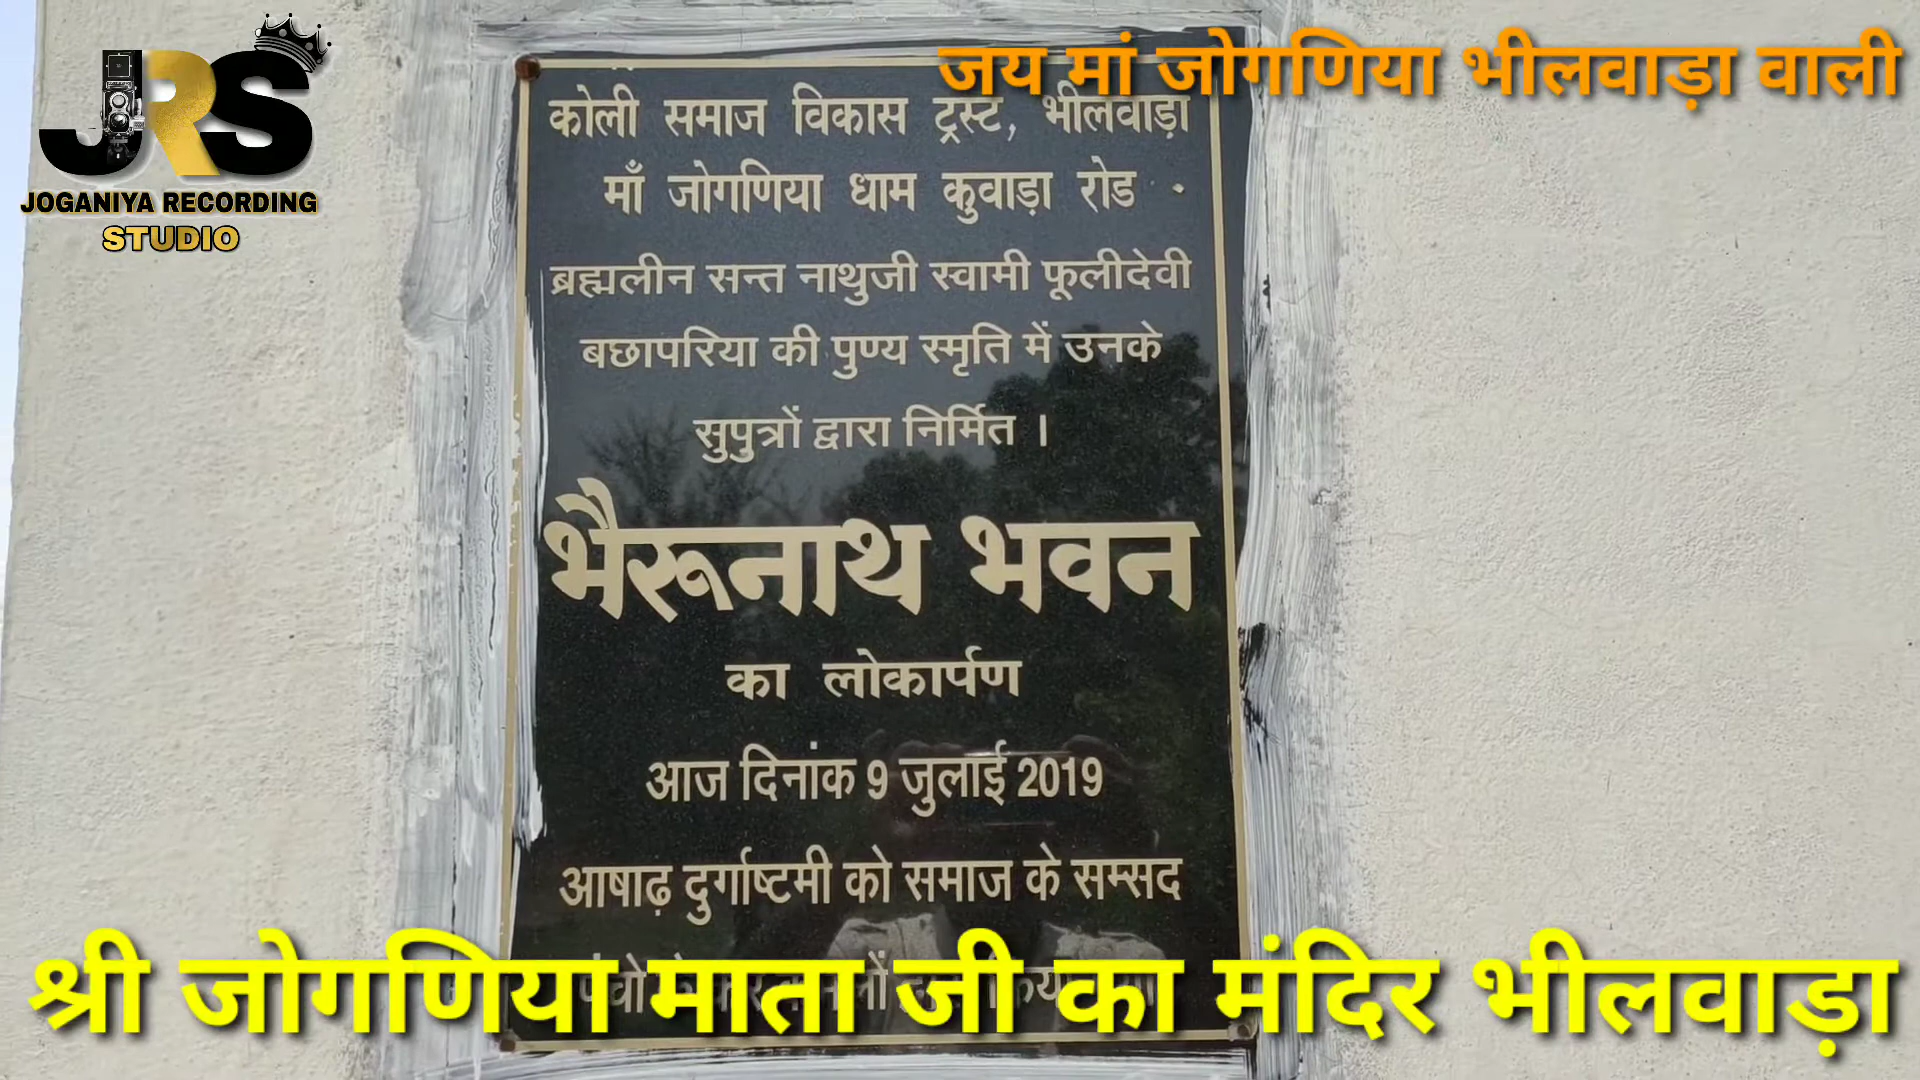 JRS
JOGANIYA RECORDING
STUDIO
जय मां जोगणिया भीलवाड़ा वाली
कोली समाज विकास ट्रस्ट, भीलवाड़ा
माँ जोगणिया धाम कुवाड़ा रोड
ब्रह्मलीन सन्त नाथुजी स्वामी फूलीदेवी
बछापरिया की पुण्य स्मृति में उनके
सुपुत्रों द्वारा निर्मित ।
भैरूनाथ भवन
का लोकार्पण
आज दिनांक 9 जुलाई 2019
आषाढ़ दुर्गाष्टमी को समाज के सम्सद
श्री जोगणिया माता जी का मंदिर भीलवाड़ा